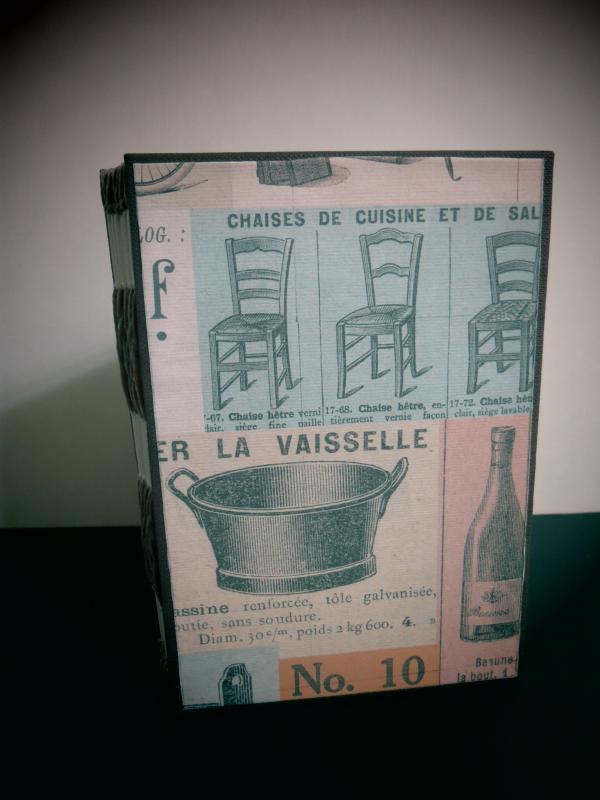 CHAISES DE CUISINE ET DE SAL
OG. :
f.
-67. Chaise hêtre verni
lair, siège fine paille
17-68. Chaise hêtre, en-
tièrement vernie façon
17-72. Chaise hêt
clair, siège lavable,
ER LA VAISSELLE
assine renforcée, tôle galvanisée,
outie, sans soudure.
Diam. 30 c/m, poids 2 kg 600. 4. »
Beaune
la bout. 1.
No. 10